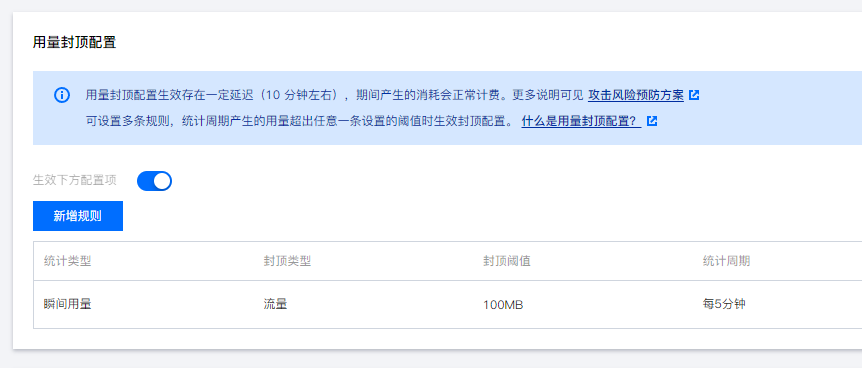 用量封顶配置
用量封顶配置生效存在一定延迟（10 分钟左右），期间产生的消耗会正常计费。更多说明可见 攻击风险预防方案
可设置多条规则，统计周期产生的用量超出任意一条设置的阈值时生效封顶配置。 什么是用量封顶配置？
生效下方配置项
新增规则
统计类型 封顶类型 封顶阈值 统计周期
瞬间用量 流量 100MB 每5分钟